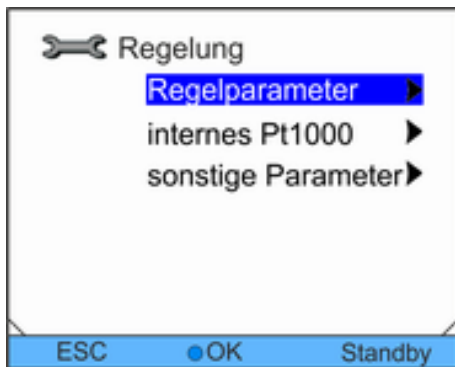 Regelung
Regelparameter
internes Pt1000
sonstige Parameter
ESC OK Standby